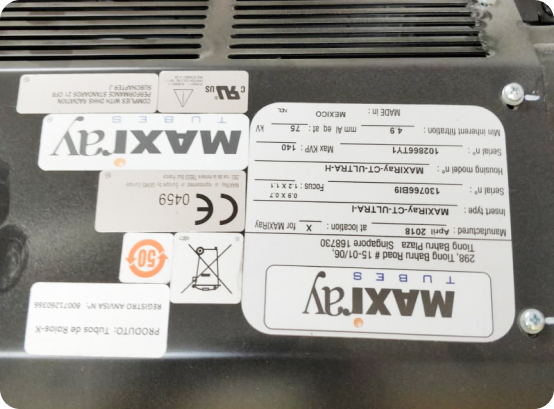 MAXIray
TUBES
298, Tiong Bahru Road # 15-01/06,
Tiong Bahru Plaza Singapore 168730
Manufactured April 2018 at location : X for MAXIRay
Insert type : MAXIRay-CT-ULTRA-I
Serial n° : 130766BI9 Focus : 0.9 X 0.7
1.2 X 1.1
Housing model n° : MAXIRay-CT-ULTRA-H
Serial n° : 102866TY1 Max KVP: 140
Min inherent filtration : 4.9 mm Al eq. at : 75 kV
MADE in : MEXICO
PRODUTO: Tubos de Raios-X
REGISTRO ANVISA Nº. 80071260366
50
CE 0459
MAXIray
TUBES
C UL US
COMPLIES WITH DHHS RADIATION
PERFORMANCE STANDARDS 21 CFR
SUBCHAPTER J